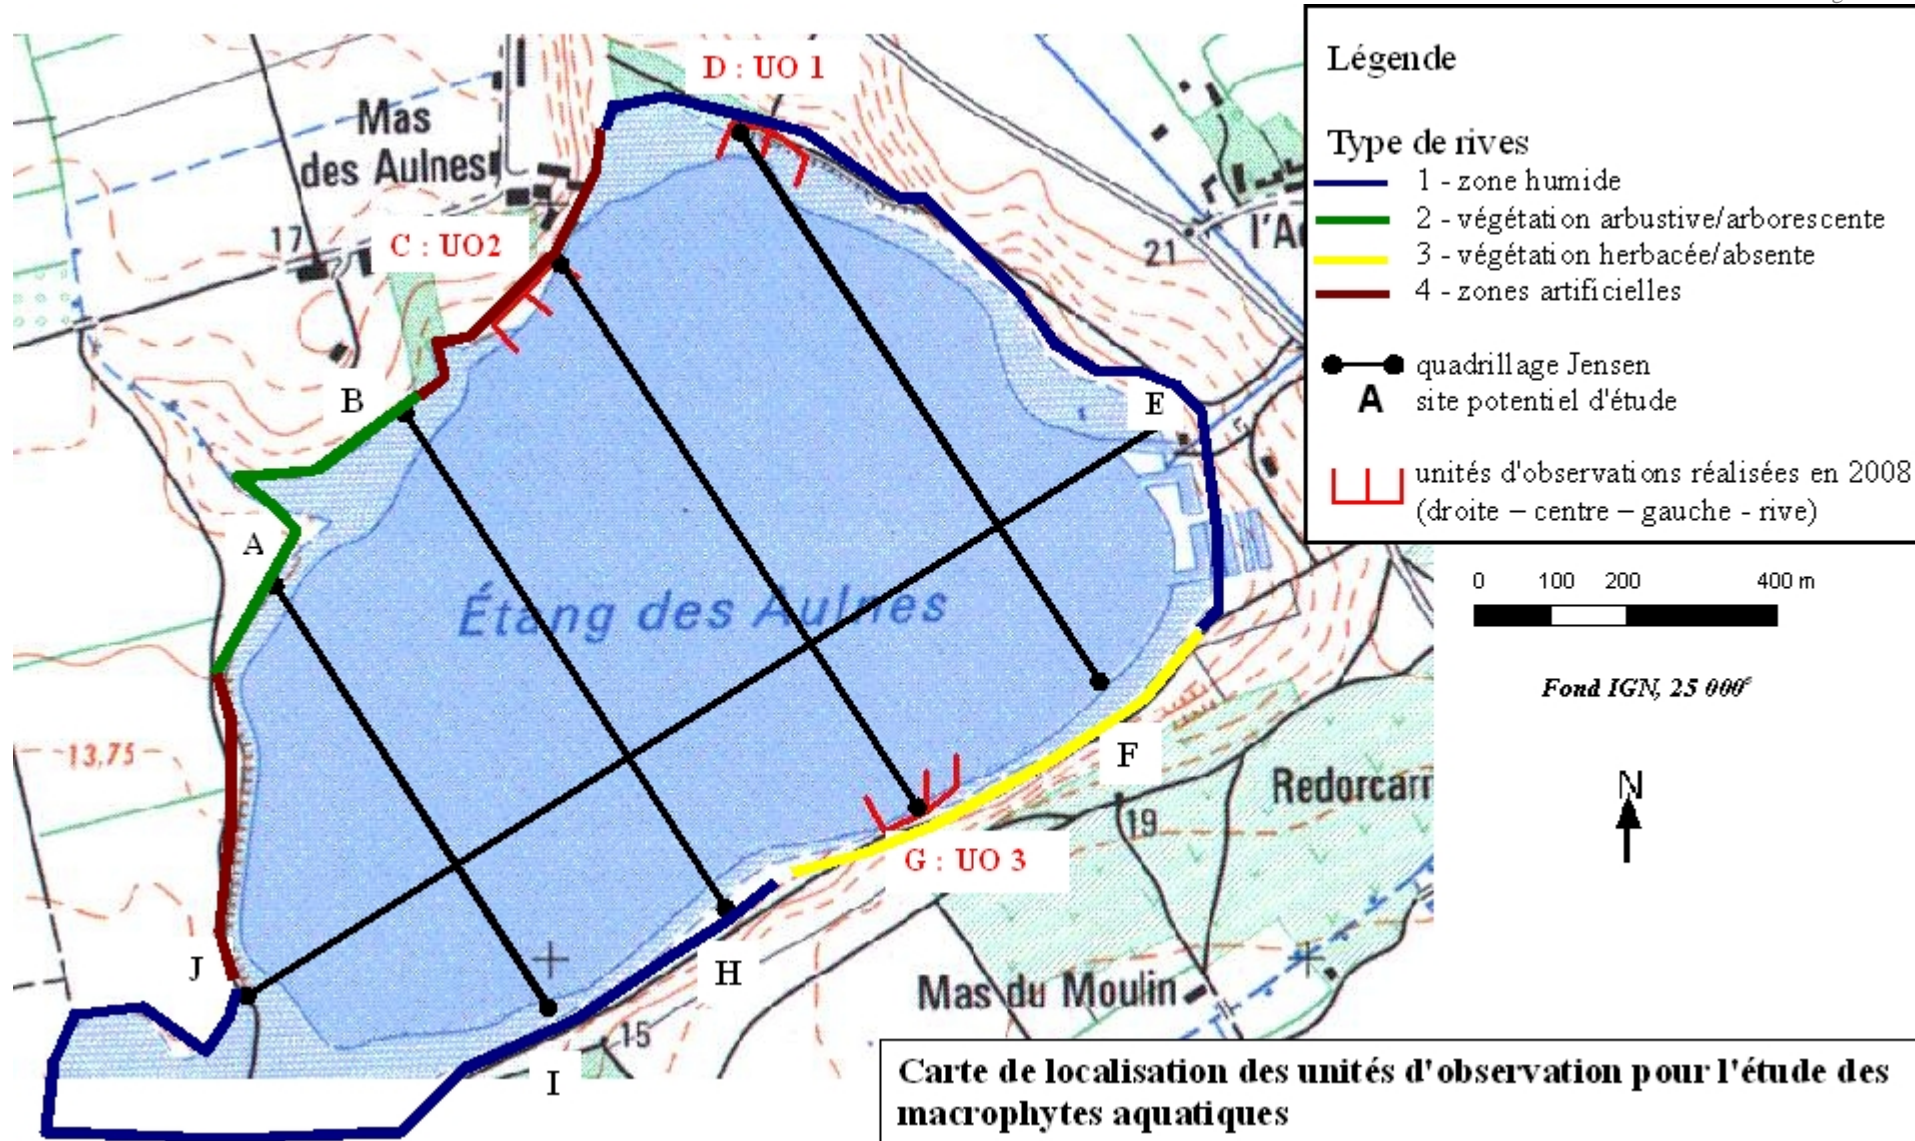 Légende
Type de rives
1 - zone humide
2 - végétation arbustive/arborescente
3 - végétation herbacée/absente
4 - zones artificielles
quadrillage Jensen
A
site potentiel d'étude
unités d'observations réalisées en 2008
(droite – centre – gauche - rive)
0 100 200 400 m
Fond IGN, 25 000e
N
D : UO 1
Mas
des Aulnes
17
C : UO2
21
B
E
A
Étang des Aulnes
13,75
F
Redorcarr
19
G : UO 3
J
H
Mas du Moulin
15
I
Carte de localisation des unités d'observation pour l'étude des
macrophytes aquatiques